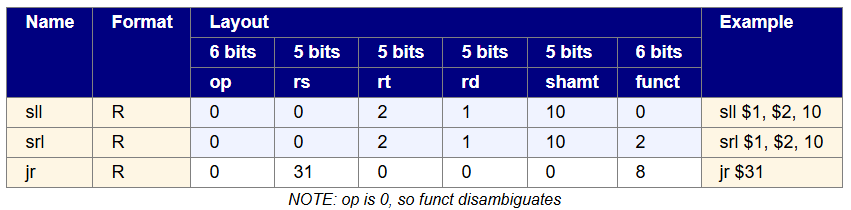 Name Format Layout Example
6 bits 5 bits 5 bits 5 bits 5 bits 6 bits
op rs rt rd shamt funct
sll R 0 0 2 1 10 0 sll $1, $2, 10
srl R 0 0 2 1 10 2 srl $1, $2, 10
jr R 0 31 0 0 0 8 jr $31
NOTE: op is 0, so funct disambiguates